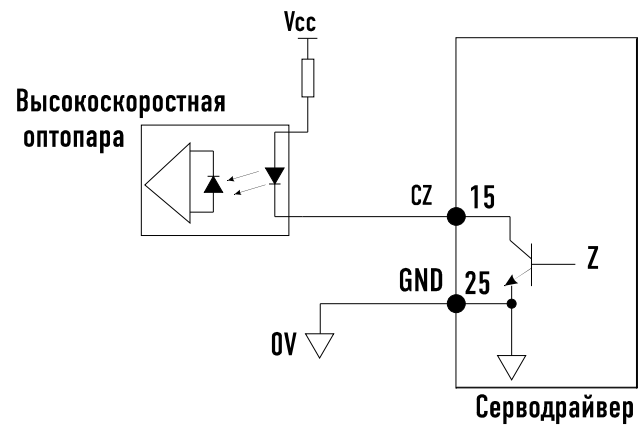 Vcc
Высокоскоростная
оптопара
CZ 15
Z
GND 25
0V
Серводрайвер